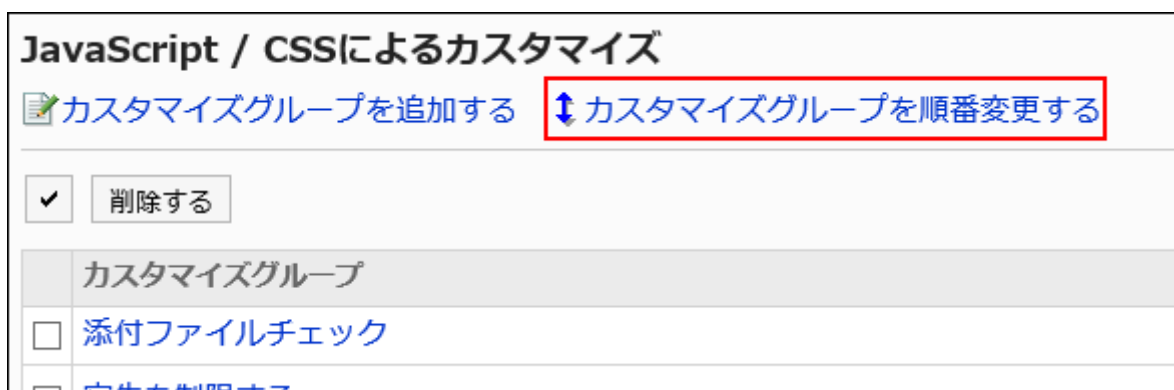 JavaScript / CSSによるカスタマイズ
カスタマイズグループを追加する カスタマイズグループを順番変更する
削除する
カスタマイズグループ
添付ファイルチェック